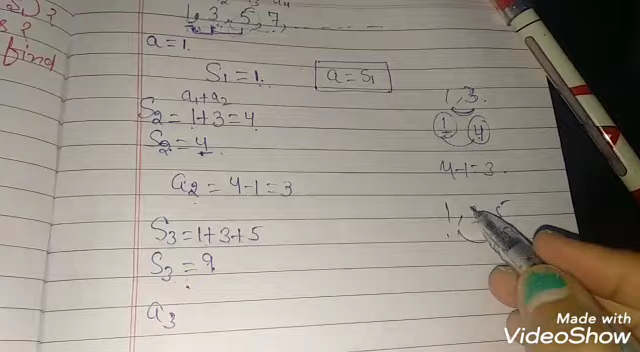 1, 3, 5, 7,
find
a=1.
S₁=1.
a=S₁
a₁+a₂
S₂=1+3=4
S₂=4
a₂=4-1=3
S₃=1+3+5
S₃=9
a₃
1,3.
1 4
4-1=3.
1,
Made with
VideoShow